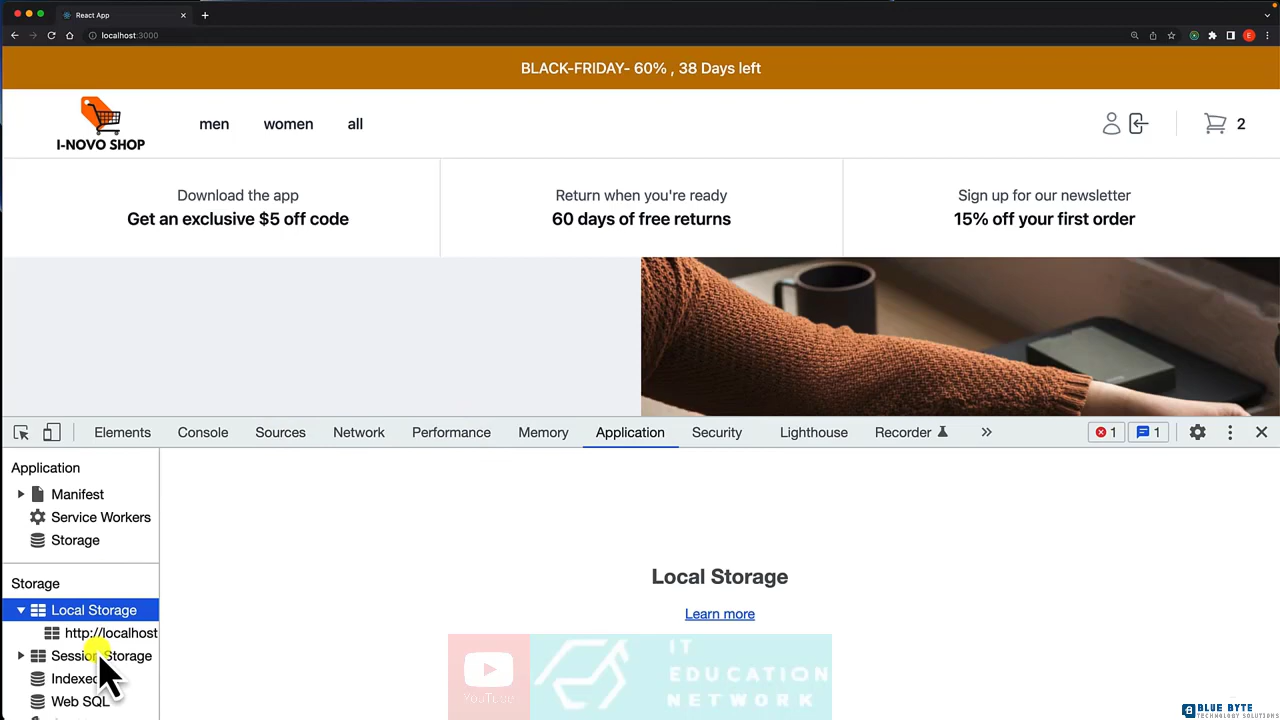 React App
localhost:3000
E
BLACK-FRIDAY- 60% , 38 Days left
I-NOVO SHOP
men
women
all
2
Download the app
Get an exclusive $5 off code
Return when you're ready
60 days of free returns
Sign up for our newsletter
15% off your first order
Elements
Console
Sources
Network
Performance
Memory
Application
Security
Lighthouse
Recorder
1
1
Application
Manifest
Service Workers
Storage
Storage
Local Storage
http://localhost
Storage
Web SQL
Local Storage
Learn more
YouTube
IT
EDUCATION
NETWORK
BLUE BYTE
TECHNOLOGY SOLUTIONS